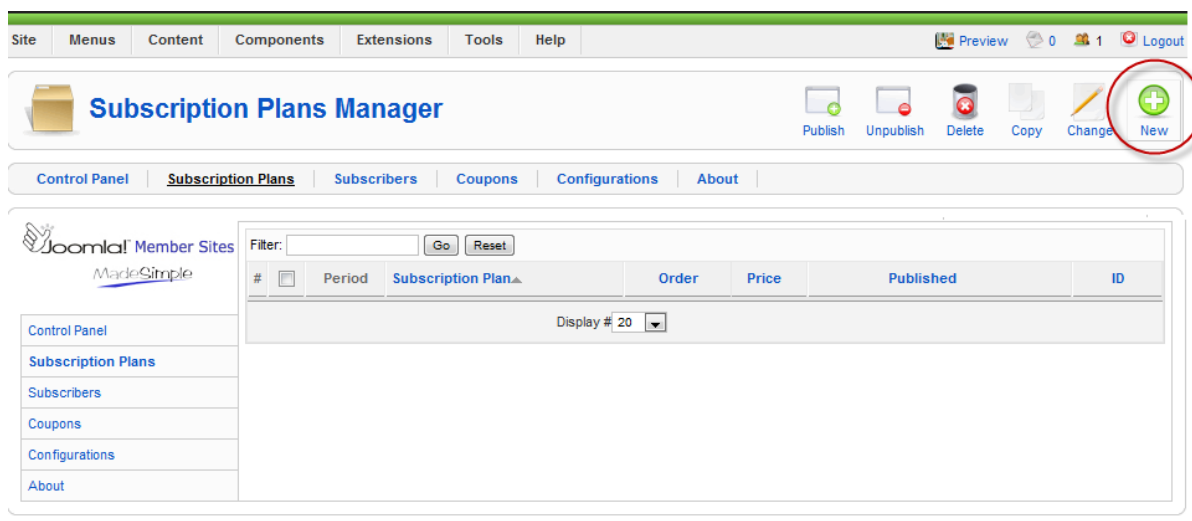 Site Menus Content Components Extensions Tools Help Preview 0 1 Logout
Subscription Plans Manager
Publish Unpublish Delete Copy Change New
Control Panel Subscription Plans Subscribers Coupons Configurations About
Joomla! Member Sites
MadeSimple
Filter: Go Reset
# Period Subscription Plan Order Price Published ID
Display # 20
Control Panel
Subscription Plans
Subscribers
Coupons
Configurations
About